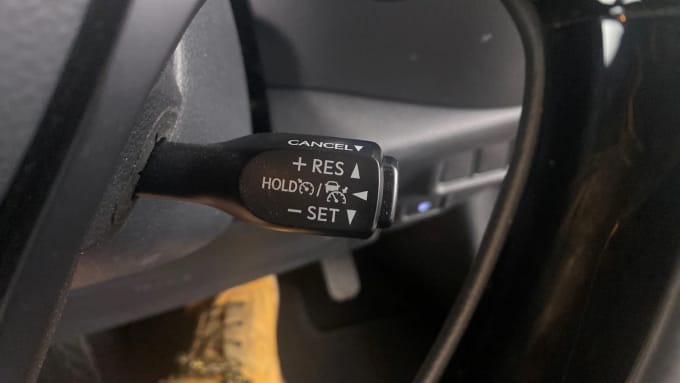 CANCEL▼
+ RES ▲
HOLD / ◀
− SET ▼